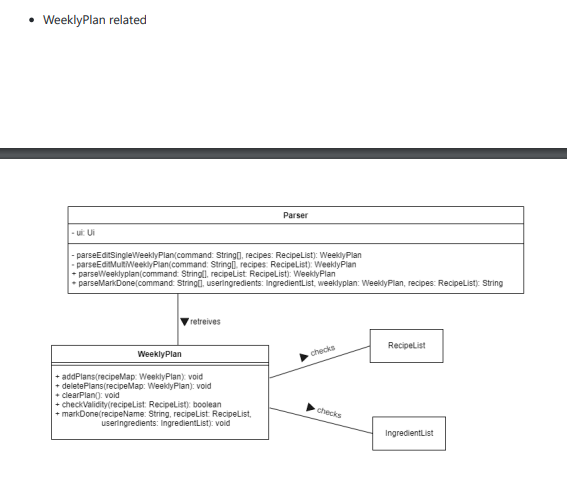 WeeklyPlan related
Parser
- ui: Ui
- parseEditSingleWeeklyPlan(command: String[], recipes: RecipeList): WeeklyPlan
- parseEditMultiWeeklyPlan(command: String[], recipes: RecipeList): WeeklyPlan
+ parseWeeklyplan(command: String[], recipeList: RecipeList): WeeklyPlan
+ parseMarkDone(command: String[], userIngredients: IngredientList, weeklyplan: WeeklyPlan, recipes: RecipeList): String
retreives
WeeklyPlan
+ addPlans(recipeMap: WeeklyPlan): void
+ deletePlans(recipeMap: WeeklyPlan): void
+ clearPlan(): void
+ checkValidity(recipeList: RecipeList): boolean
+ markDone(recipeName: String, recipeList: RecipeList,
userIngredients: IngredientList): void
checks
RecipeList
checks
IngredientList